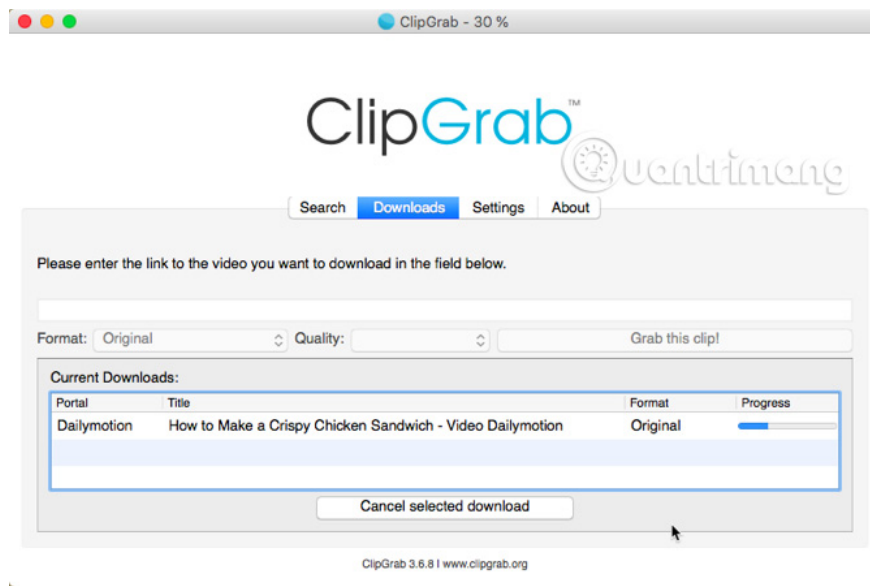 ClipGrab - 30 %
ClipGrab™
Quantrimang
Search Downloads Settings About
Please enter the link to the video you want to download in the field below.
Format: Original Quality: Grab this clip!
Current Downloads:
Portal Title Format Progress
Dailymotion How to Make a Crispy Chicken Sandwich - Video Dailymotion Original
Cancel selected download
ClipGrab 3.6.8 | www.clipgrab.org